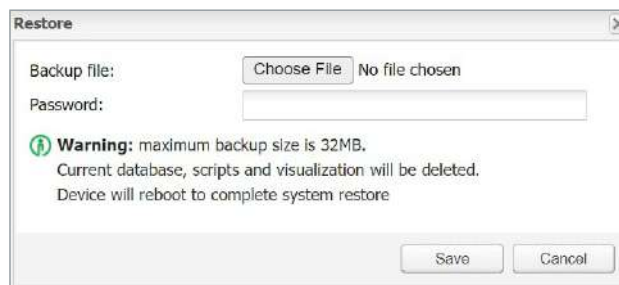 Restore
Backup file: Choose File No file chosen
Password:
Warning: maximum backup size is 32MB.
Current database, scripts and visualization will be deleted.
Device will reboot to complete system restore
Save Cancel